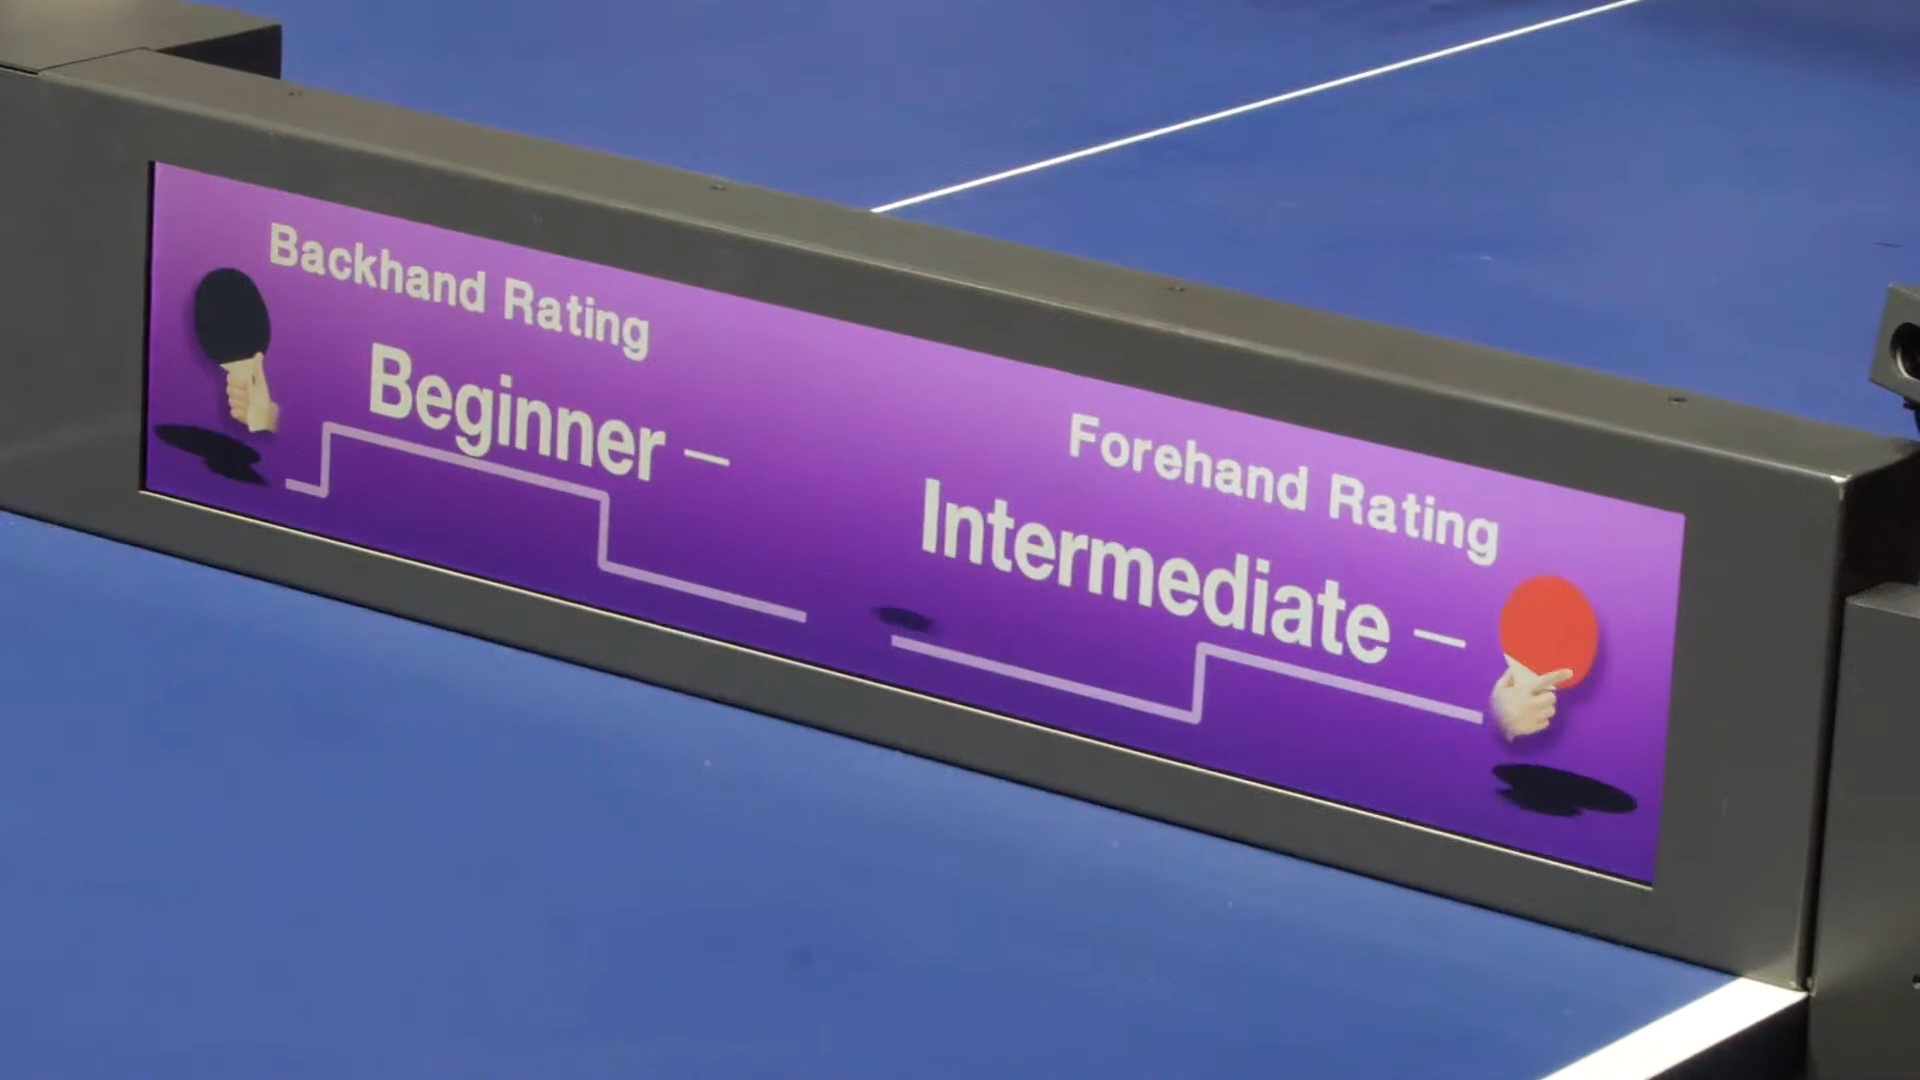 Backhand Rating
Beginner –
Forehand Rating
Intermediate –